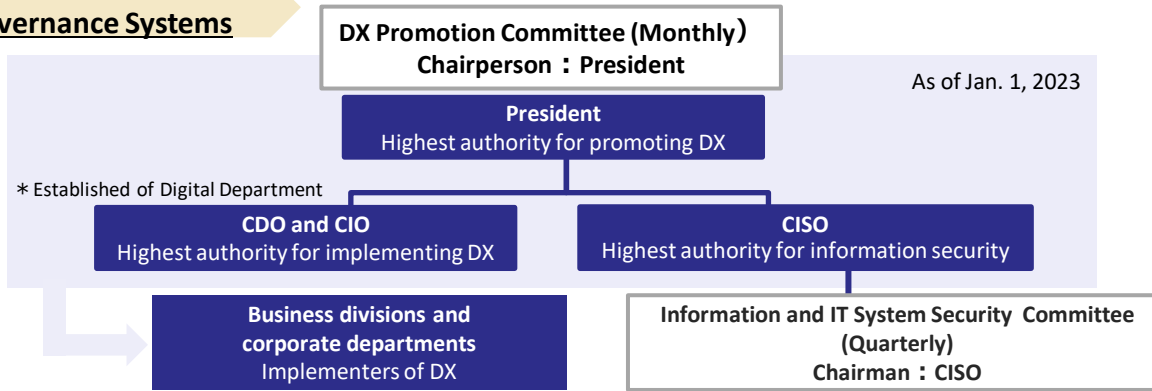 vernance Systems
DX Promotion Committee (Monthly）
Chairperson：President
As of Jan. 1, 2023
President
Highest authority for promoting DX
＊Established of Digital Department
CDO and CIO
Highest authority for implementing DX
CISO
Highest authority for information security
Business divisions and
corporate departments
Implementers of DX
Information and IT System Security Committee
(Quarterly)
Chairman：CISO